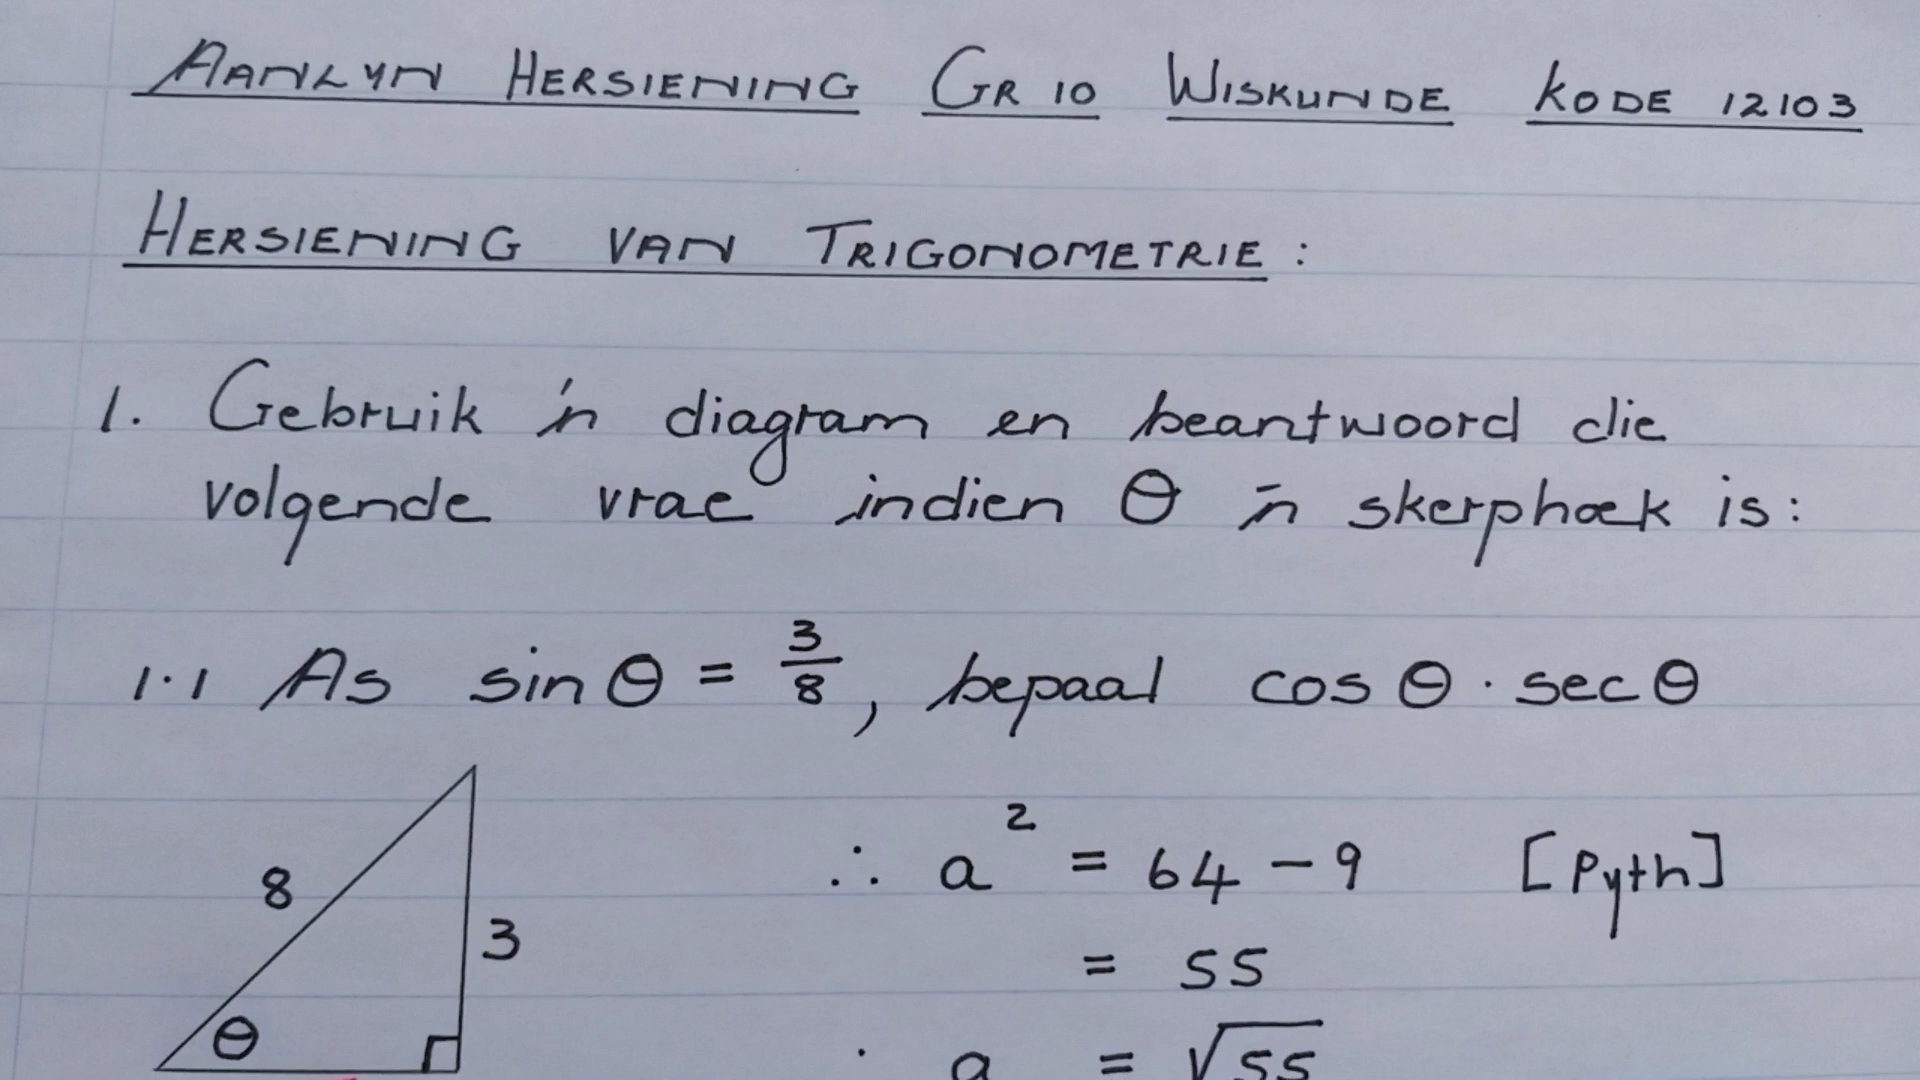 AANLYN HERSIENING GR 10 WISKUNDE KODE 12103
HERSIENING VAN TRIGONOMETRIE:
1. Gebruik 'n diagram en beantwoord die
volgende vrae indien θ 'n skerphoek is:
1.1 As sin θ = 3/8, bepaal cos θ · sec θ
8
3
θ
∴ a² = 64 - 9 [Pyth]
= 55
∴ a = √55